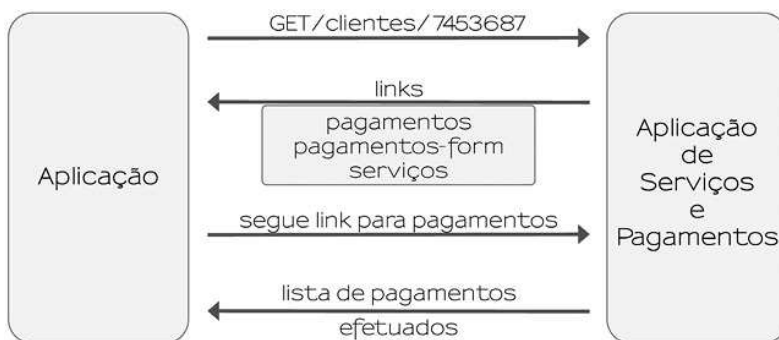 GET/clientes/7453687
links
pagamentos
pagamentos-form
serviços
Aplicação
Aplicação
de
Serviços
e
Pagamentos
segue link para pagamentos
lista de pagamentos
efetuados